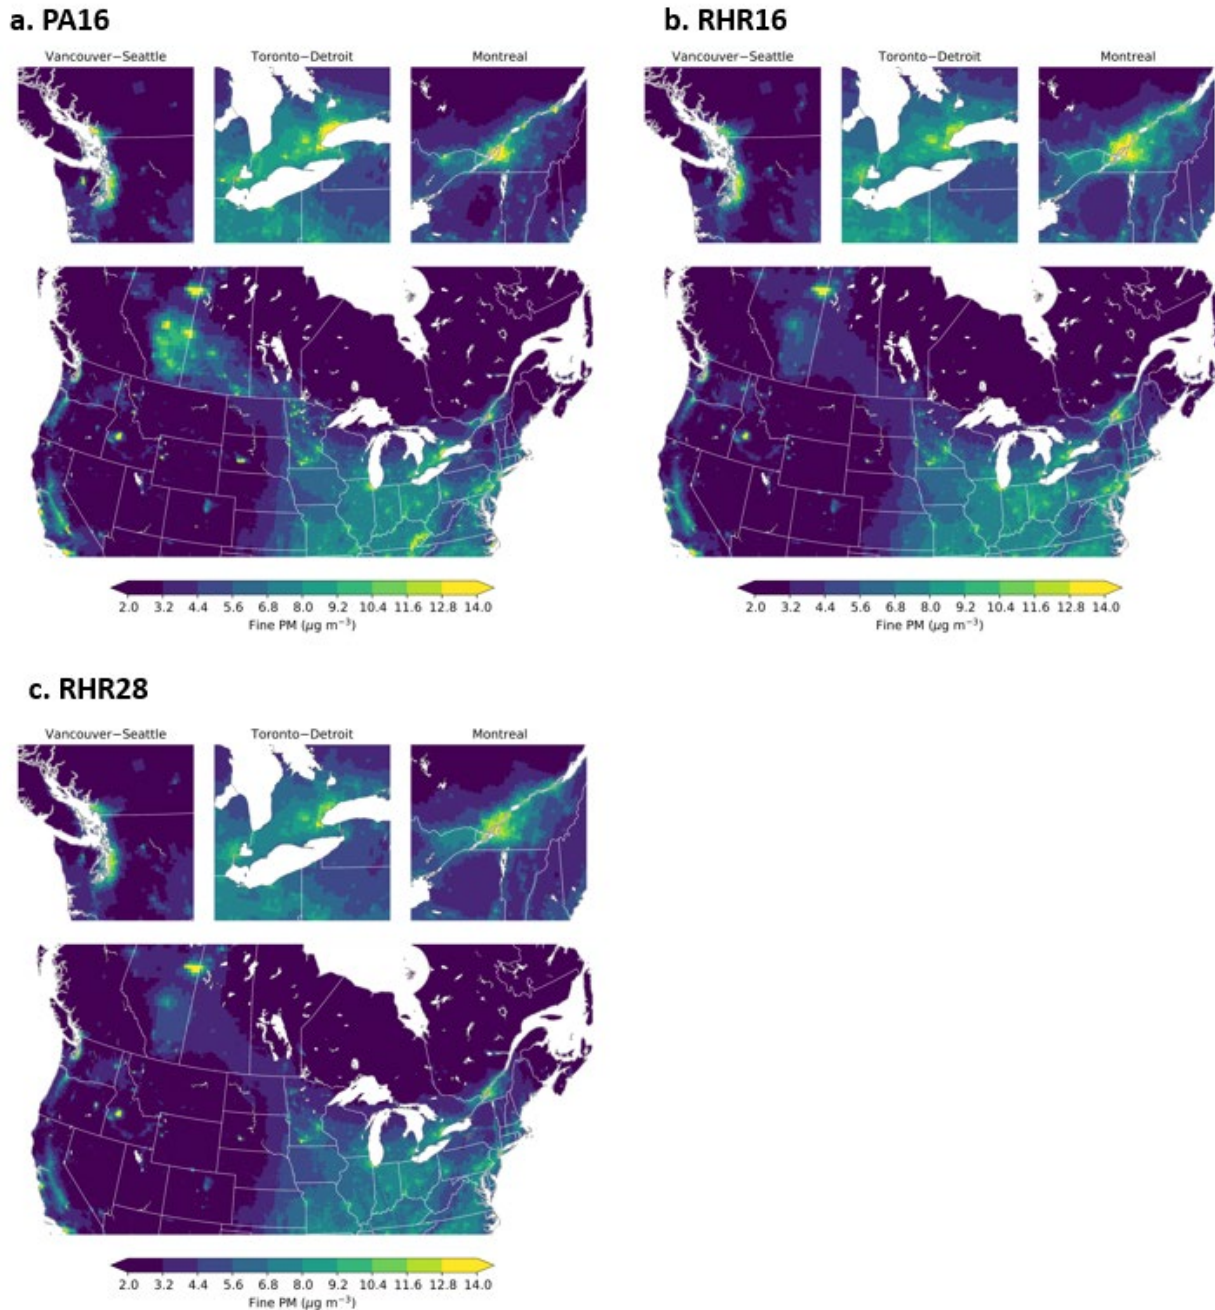 a. PA16
Vancouver−Seattle
Toronto−Detroit
Montreal
2.0 3.2 4.4 5.6 6.8 8.0 9.2 10.4 11.6 12.8 14.0
Fine PM (μg m⁻³)
b. RHR16
Vancouver−Seattle
Toronto−Detroit
Montreal
2.0 3.2 4.4 5.6 6.8 8.0 9.2 10.4 11.6 12.8 14.0
Fine PM (μg m⁻³)
c. RHR28
Vancouver−Seattle
Toronto−Detroit
Montreal
2.0 3.2 4.4 5.6 6.8 8.0 9.2 10.4 11.6 12.8 14.0
Fine PM (μg m⁻³)